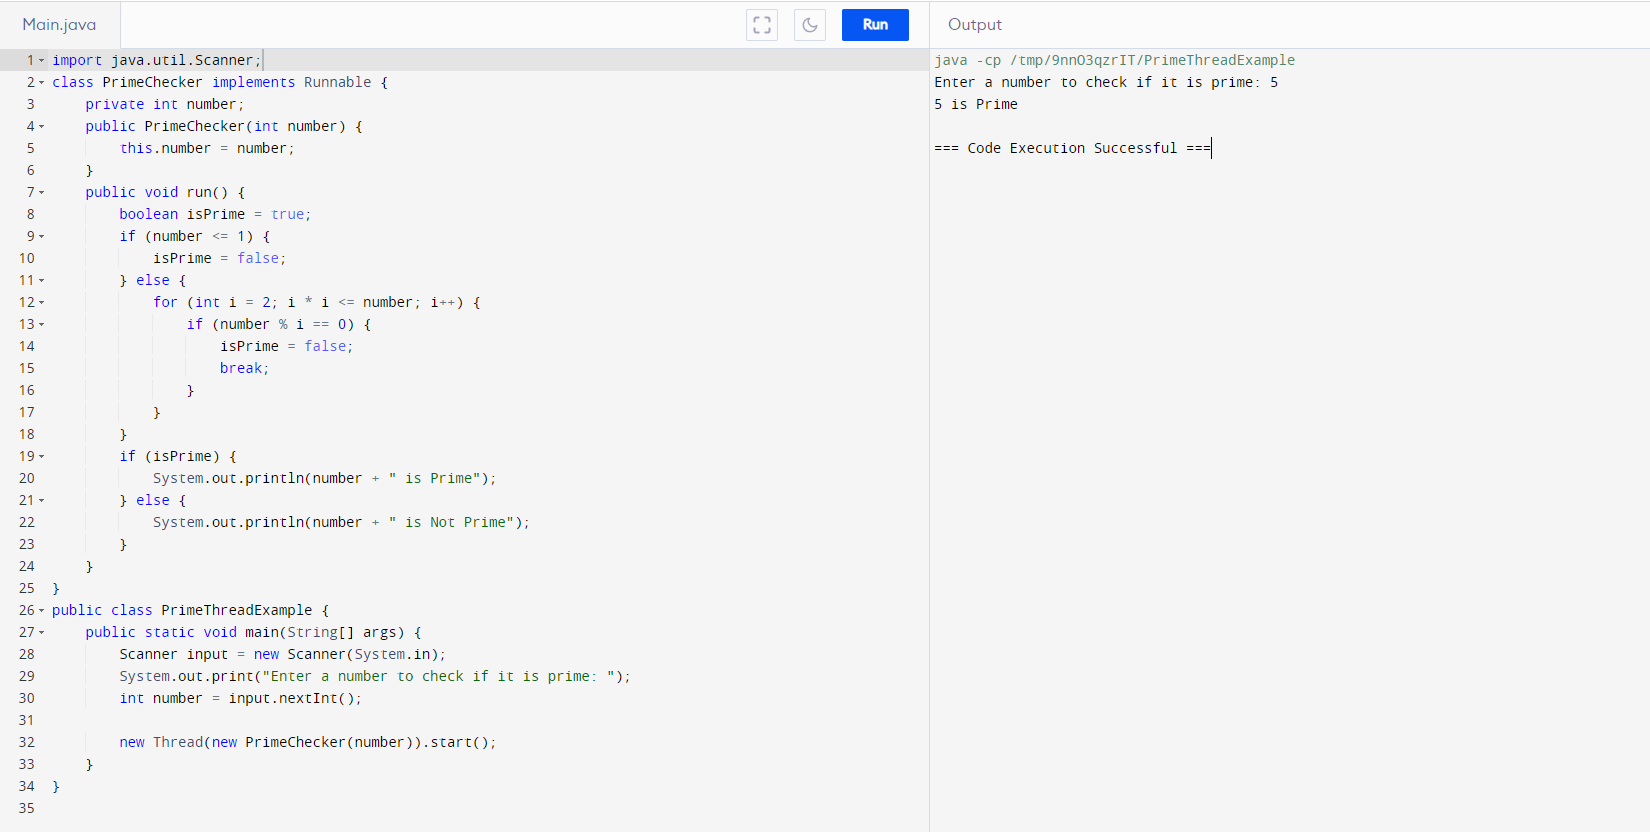 Main.java
Run
Output
1 import java.util.Scanner;
2 class PrimeChecker implements Runnable {
3     private int number;
4     public PrimeChecker(int number) {
5         this.number = number;
6     }
7     public void run() {
8         boolean isPrime = true;
9         if (number <= 1) {
10             isPrime = false;
11         } else {
12             for (int i = 2; i * i <= number; i++) {
13                 if (number % i == 0) {
14                     isPrime = false;
15                     break;
16                 }
17             }
18         }
19         if (isPrime) {
20             System.out.println(number + " is Prime");
21         } else {
22             System.out.println(number + " is Not Prime");
23         }
24     }
25 }
26 public class PrimeThreadExample {
27     public static void main(String[] args) {
28         Scanner input = new Scanner(System.in);
29         System.out.print("Enter a number to check if it is prime: ");
30         int number = input.nextInt();
31
32         new Thread(new PrimeChecker(number)).start();
33     }
34 }
35
java -cp /tmp/9nnO3qzrIT/PrimeThreadExample
Enter a number to check if it is prime: 5
5 is Prime
=== Code Execution Successful ===